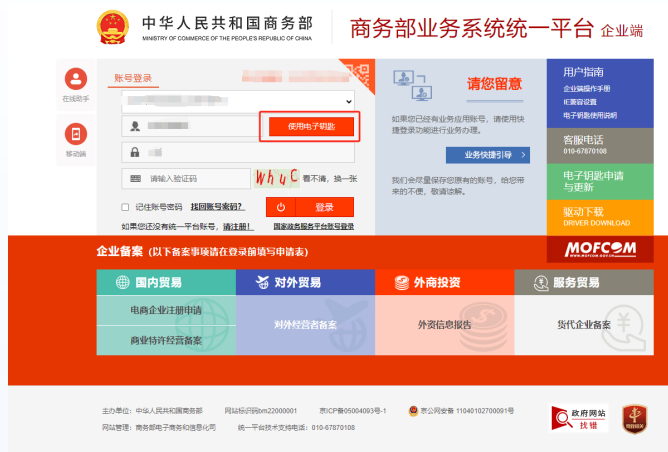 中华人民共和国商务部
MINISTRY OF COMMERCE OF THE PEOPLE'S REPUBLIC OF CHINA
商务部业务系统统一平台 企业端
在线助手
移动端
账号登录
使用电子钥匙
请输入验证码
WhuC
看不清，换一张
记住账号密码 找回账号密码？
登录
如果您还没有统一平台账号，请注册！
国家政务服务平台账号登录
请您留意
如果您已经有业务应用账号，请使用快
捷登录功能进行业务办理。
业务快捷引导 >
我们会尽量保存您原有的账号，给您带
来的不便，敬请谅解。
用户指南
企业端操作手册
IE兼容设置
电子钥匙使用说明
客服电话
010-67870108
电子钥匙申请
与更新
驱动下载
DRIVER DOWNLOAD
MOFCOM
WWW.MOFCOM.GOV.CN
企业备案（以下备案事项请在登录前填写申请表）
国内贸易
电商企业注册申请
商业特许经营备案
对外贸易
对外经营者备案
外商投资
外资信息报告
服务贸易
货代企业备案
主办单位：中华人民共和国商务部 网站标识码bm22000001 京ICP备05004093号-1 京公网安备 11040102700091号
网站管理：商务部电子商务和信息化司 统一平台技术支持电话：010-67870108
政府网站
找错